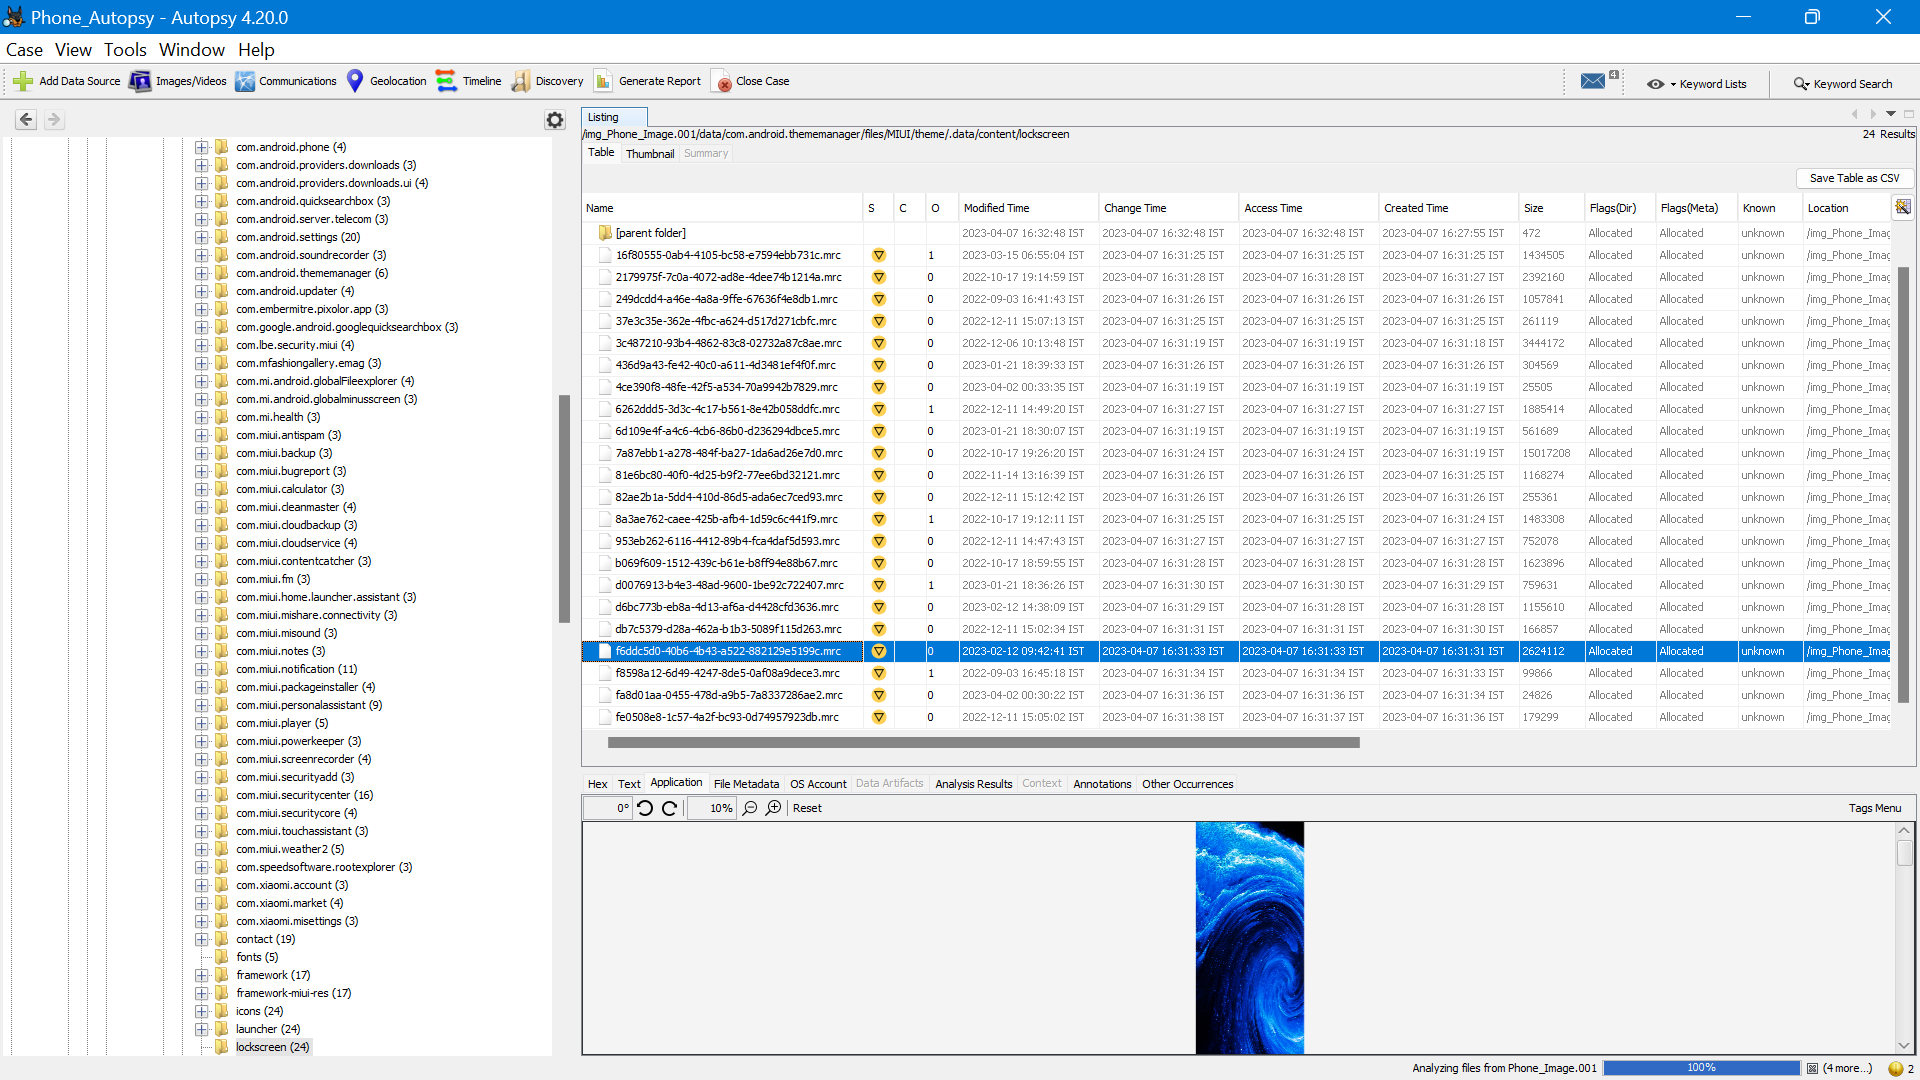 Phone_Autopsy - Autopsy 4.20.0
Case View Tools Window Help
Add Data Source Images/Videos Communications Geolocation Timeline Discovery Generate Report Close Case 4 Keyword Lists Keyword Search
com.android.phone (4)
com.android.providers.downloads (3)
com.android.providers.downloads.ui (4)
com.android.quicksearchbox (3)
com.android.server.telecom (3)
com.android.settings (20)
com.android.soundrecorder (3)
com.android.thememanager (6)
com.android.updater (4)
com.embermitre.pixolor.app (3)
com.google.android.googlequicksearchbox (3)
com.lbe.security.miui (4)
com.mfashiongallery.emag (3)
com.mi.android.globalFileexplorer (4)
com.mi.android.globalminusscreen (3)
com.mi.health (3)
com.miui.antispam (3)
com.miui.backup (3)
com.miui.bugreport (3)
com.miui.calculator (3)
com.miui.cleanmaster (4)
com.miui.cloudbackup (3)
com.miui.cloudservice (4)
com.miui.contentcatcher (3)
com.miui.fm (3)
com.miui.home.launcher.assistant (3)
com.miui.mishare.connectivity (3)
com.miui.misound (3)
com.miui.notes (3)
com.miui.notification (11)
com.miui.packageinstaller (4)
com.miui.personalassistant (9)
com.miui.player (5)
com.miui.powerkeeper (3)
com.miui.screenrecorder (4)
com.miui.securityadd (3)
com.miui.securitycenter (16)
com.miui.securitycore (4)
com.miui.touchassistant (3)
com.miui.weather2 (5)
com.speedsoftware.rootexplorer (3)
com.xiaomi.account (3)
com.xiaomi.market (4)
com.xiaomi.misettings (3)
contact (19)
fonts (5)
framework (17)
framework-miui-res (17)
icons (24)
launcher (24)
lockscreen (24)
Listing
/img_Phone_Image.001/data/com.android.thememanager/files/MIUI/theme/.data/content/lockscreen 24 Results
Table Thumbnail Summary
Save Table as CSV
Name S C O Modified Time Change Time Access Time Created Time Size Flags(Dir) Flags(Meta) Known Location
[parent folder] 2023-04-07 16:32:48 IST 2023-04-07 16:32:48 IST 2023-04-07 16:32:48 IST 2023-04-07 16:27:55 IST 472 Allocated Allocated unknown /img_Phone_Imag
16f80555-0ab4-4105-bc58-e7594ebb731c.mrc 1 2023-03-15 06:55:04 IST 2023-04-07 16:31:25 IST 2023-04-07 16:31:25 IST 2023-04-07 16:31:25 IST 1434505 Allocated Allocated unknown /img_Phone_Imag
2179975f-7c0a-4072-ad8e-4dee74b1214a.mrc 0 2022-10-17 19:14:59 IST 2023-04-07 16:31:28 IST 2023-04-07 16:31:28 IST 2023-04-07 16:31:27 IST 2392160 Allocated Allocated unknown /img_Phone_Imag
249dcdd4-a46e-4a8a-9ffe-67636f4e8db1.mrc 0 2022-09-03 16:41:43 IST 2023-04-07 16:31:26 IST 2023-04-07 16:31:26 IST 2023-04-07 16:31:26 IST 1057841 Allocated Allocated unknown /img_Phone_Imag
37e3c35e-362e-4fbc-a624-d517d271cbfc.mrc 0 2022-12-11 15:07:13 IST 2023-04-07 16:31:25 IST 2023-04-07 16:31:25 IST 2023-04-07 16:31:25 IST 261119 Allocated Allocated unknown /img_Phone_Imag
3c487210-93b4-4862-83c8-02732a87c8ae.mrc 0 2022-12-06 10:13:48 IST 2023-04-07 16:31:19 IST 2023-04-07 16:31:19 IST 2023-04-07 16:31:18 IST 3444172 Allocated Allocated unknown /img_Phone_Imag
436d9a43-fe42-40c0-a611-4d3481ef4f0f.mrc 0 2023-01-21 18:39:33 IST 2023-04-07 16:31:26 IST 2023-04-07 16:31:26 IST 2023-04-07 16:31:26 IST 304569 Allocated Allocated unknown /img_Phone_Imag
4ce390f8-48fe-42f5-a534-70a9942b7829.mrc 0 2023-04-02 00:33:35 IST 2023-04-07 16:31:19 IST 2023-04-07 16:31:19 IST 2023-04-07 16:31:19 IST 25505 Allocated Allocated unknown /img_Phone_Imag
6262ddd5-3d3c-4c17-b561-8e42b058ddfc.mrc 1 2022-12-11 14:49:20 IST 2023-04-07 16:31:27 IST 2023-04-07 16:31:27 IST 2023-04-07 16:31:27 IST 1885414 Allocated Allocated unknown /img_Phone_Imag
6d109e4f-a4c6-4cb6-86b0-d236294dbce5.mrc 0 2023-01-21 18:30:07 IST 2023-04-07 16:31:19 IST 2023-04-07 16:31:19 IST 2023-04-07 16:31:19 IST 561689 Allocated Allocated unknown /img_Phone_Imag
7a87ebb1-a278-484f-ba27-1da6ad26e7d0.mrc 0 2022-10-17 19:26:20 IST 2023-04-07 16:31:24 IST 2023-04-07 16:31:24 IST 2023-04-07 16:31:19 IST 15017208 Allocated Allocated unknown /img_Phone_Imag
81e6bc80-40f0-4d25-b9f2-77ee6bd32121.mrc 0 2022-11-14 13:16:39 IST 2023-04-07 16:31:26 IST 2023-04-07 16:31:26 IST 2023-04-07 16:31:25 IST 1168274 Allocated Allocated unknown /img_Phone_Imag
82ae2b1a-5dd4-410d-86d5-ada6ec7ced93.mrc 0 2022-12-11 15:12:42 IST 2023-04-07 16:31:26 IST 2023-04-07 16:31:26 IST 2023-04-07 16:31:26 IST 255361 Allocated Allocated unknown /img_Phone_Imag
8a3ae762-caee-425b-afb4-1d59c6c441f9.mrc 1 2022-10-17 19:12:11 IST 2023-04-07 16:31:25 IST 2023-04-07 16:31:25 IST 2023-04-07 16:31:24 IST 1483308 Allocated Allocated unknown /img_Phone_Imag
953eb262-6116-4412-89b4-fca4daf5d593.mrc 0 2022-12-11 14:47:43 IST 2023-04-07 16:31:27 IST 2023-04-07 16:31:27 IST 2023-04-07 16:31:27 IST 752078 Allocated Allocated unknown /img_Phone_Imag
b069f609-1512-439c-b61e-b8ff94e88b67.mrc 0 2022-10-17 18:59:55 IST 2023-04-07 16:31:28 IST 2023-04-07 16:31:28 IST 2023-04-07 16:31:28 IST 1623896 Allocated Allocated unknown /img_Phone_Imag
d0076913-b4e3-48ad-9600-1be92c722407.mrc 1 2023-01-21 18:36:26 IST 2023-04-07 16:31:30 IST 2023-04-07 16:31:30 IST 2023-04-07 16:31:29 IST 759631 Allocated Allocated unknown /img_Phone_Imag
d6bc773b-eb8a-4d13-af6a-d4428cfd3636.mrc 0 2023-02-12 14:38:09 IST 2023-04-07 16:31:29 IST 2023-04-07 16:31:29 IST 2023-04-07 16:31:28 IST 1155610 Allocated Allocated unknown /img_Phone_Imag
db7c5379-d28a-462a-b1b3-5089f115d263.mrc 0 2022-12-11 15:02:34 IST 2023-04-07 16:31:31 IST 2023-04-07 16:31:31 IST 2023-04-07 16:31:30 IST 166857 Allocated Allocated unknown /img_Phone_Imag
f6ddc5d0-40b6-4b43-a522-882129e5199c.mrc 0 2023-02-12 09:42:41 IST 2023-04-07 16:31:33 IST 2023-04-07 16:31:33 IST 2023-04-07 16:31:31 IST 2624112 Allocated Allocated unknown /img_Phone_Imag
f8598a12-6d49-4247-8de5-0af08a9dece3.mrc 1 2022-09-03 16:45:18 IST 2023-04-07 16:31:34 IST 2023-04-07 16:31:34 IST 2023-04-07 16:31:33 IST 99866 Allocated Allocated unknown /img_Phone_Imag
fa8d01aa-0455-478d-a9b5-7a8337286ae2.mrc 0 2023-04-02 00:30:22 IST 2023-04-07 16:31:36 IST 2023-04-07 16:31:36 IST 2023-04-07 16:31:34 IST 24826 Allocated Allocated unknown /img_Phone_Imag
fe0508e8-1c57-4a2f-bc93-0d74957923db.mrc 0 2022-12-11 15:05:02 IST 2023-04-07 16:31:38 IST 2023-04-07 16:31:37 IST 2023-04-07 16:31:36 IST 179299 Allocated Allocated unknown /img_Phone_Imag
Hex Text Application File Metadata OS Account Data Artifacts Analysis Results Context Annotations Other Occurrences
0° 10% Reset Tags Menu
Analyzing files from Phone_Image.001 100% (4 more...) 2